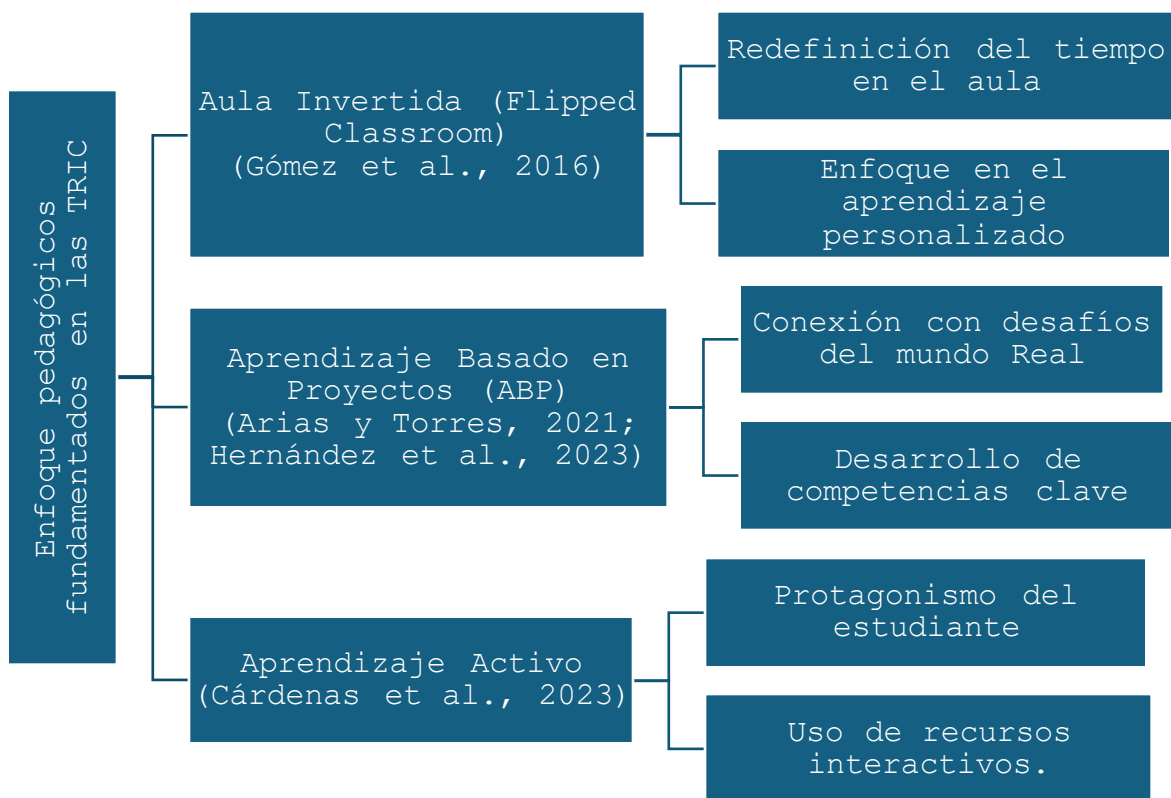 Enfoque pedagógicos
fundamentados en las TRIC
Aula Invertida (Flipped
Classroom)
(Gómez et al., 2016)
Redefinición del tiempo
en el aula
Enfoque en el
aprendizaje
personalizado
Aprendizaje Basado en
Proyectos (ABP)
(Arias y Torres, 2021;
Hernández et al., 2023)
Conexión con desafíos
del mundo Real
Desarrollo de
competencias clave
Aprendizaje Activo
(Cárdenas et al., 2023)
Protagonismo del
estudiante
Uso de recursos
interactivos.